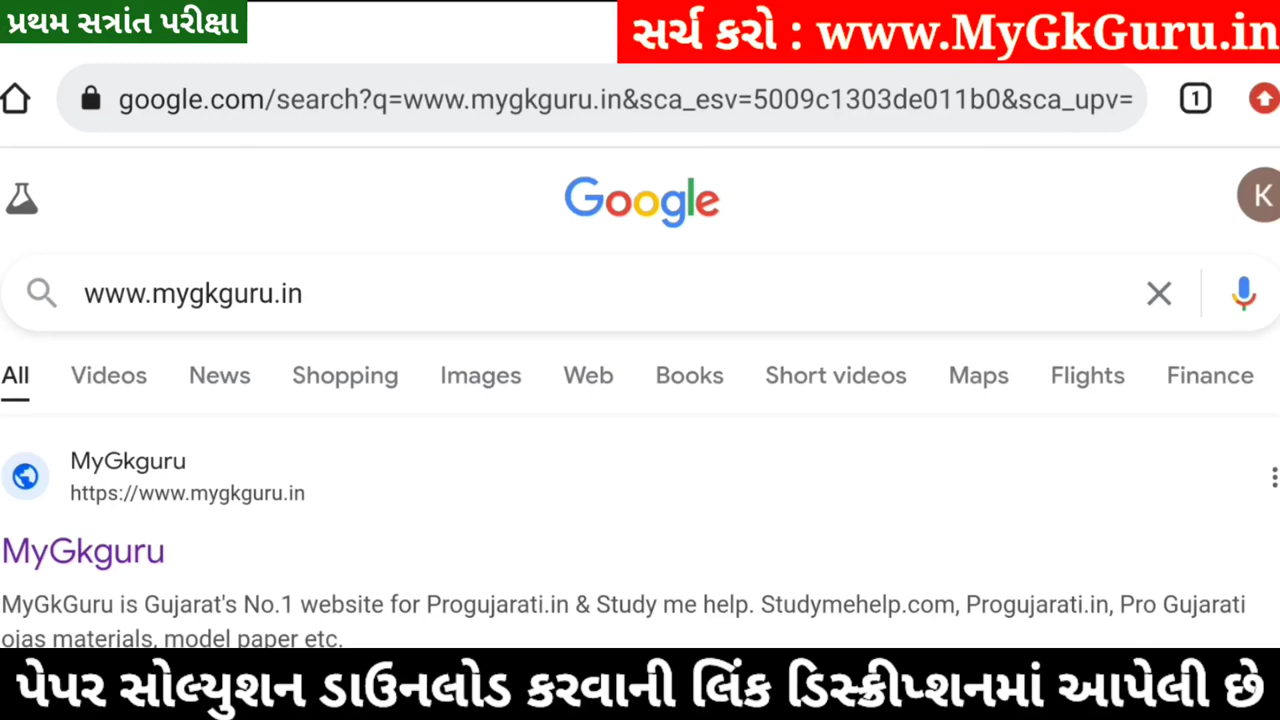 પ્રથમ સત્રાંત પરીક્ષા
સર્ચ કરો : www.MyGkGuru.in
google.com/search?q=www.mygkguru.in&sca_esv=5009c1303de011b0&sca_upv=
1
Google
K
www.mygkguru.in
All Videos News Shopping Images Web Books Short videos Maps Flights Finance
MyGkguru
https://www.mygkguru.in
MyGkguru
MyGkGuru is Gujarat's No.1 website for Progujarati.in & Study me help. Studymehelp.com, Progujarati.in, Pro Gujarati
ojas materials, model paper etc.
પેપર સોલ્યુશન ડાઉનલોડ કરવાની લિંક ડિસ્ક્રીપ્શનમાં આપેલી છે